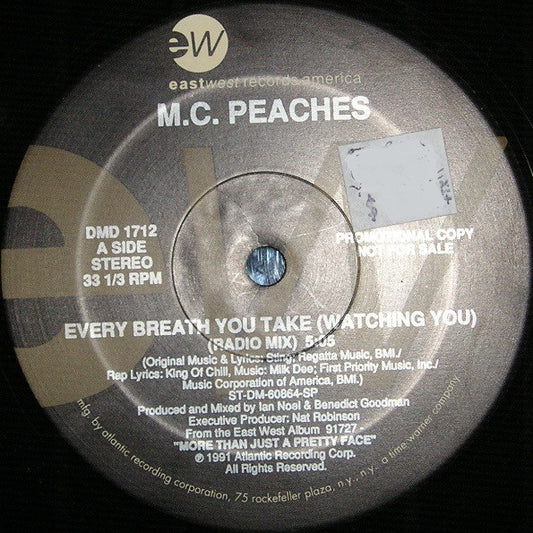 ew
eastwest records america
M.C. PEACHES
DMD 1712
A SIDE
STEREO
33 1/3 RPM
PROMOTIONAL COPY
NOT FOR SALE
EVERY BREATH YOU TAKE (WATCHING YOU)
(RADIO MIX) 5:05
(Original Music & Lyrics: Sting; Regatta Music, BMI./
Rap Lyrics: King Of Chill, Music: Milk Dee; First Priority Music, Inc./
Music Corporation of America, BMI.)
ST-DM-60864-SP
Produced and Mixed by Ian Noel & Benedict Goodman
Executive Producer: Nat Robinson
From the East West Album 91727 -
"MORE THAN JUST A PRETTY FACE"
℗ 1991 Atlantic Recording Corp.
All Rights Reserved.
mfg. by atlantic recording corporation, 75 rockefeller plaza, n.y., n.y. a time warner company